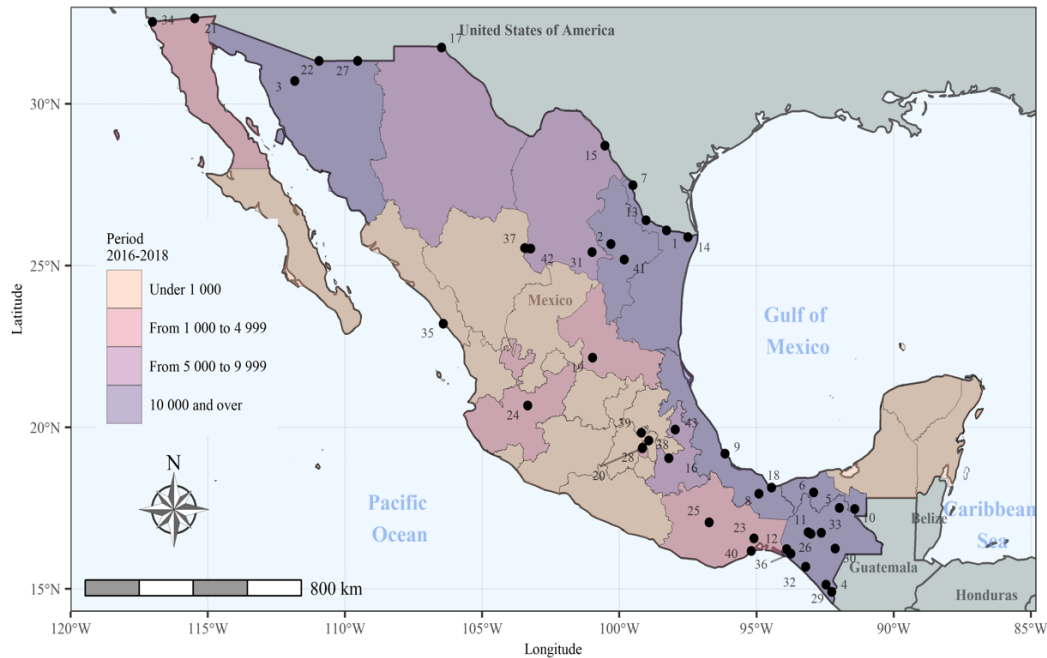 34
21
17
United States of America
22
27
3
30°N
15
7
13
Period
2016-2018
37
42
2
31
1
14
41
25°N
Under 1 000
Mexico
From 1 000 to 4 999
Gulf of
Mexico
35
From 5 000 to 9 999
19
10 000 and over
24
20°N
39
43
38
28
20
16
9
N
18
6
8
5
Pacific
Ocean
25
23
12
11
33
10
Belize
Caribbean
Sea
40
36
26
30
Guatemala
32
4
29
800 km
15°N
Honduras
120°W
115°W
110°W
105°W
100°W
95°W
90°W
85°W
Latitude
Longitude